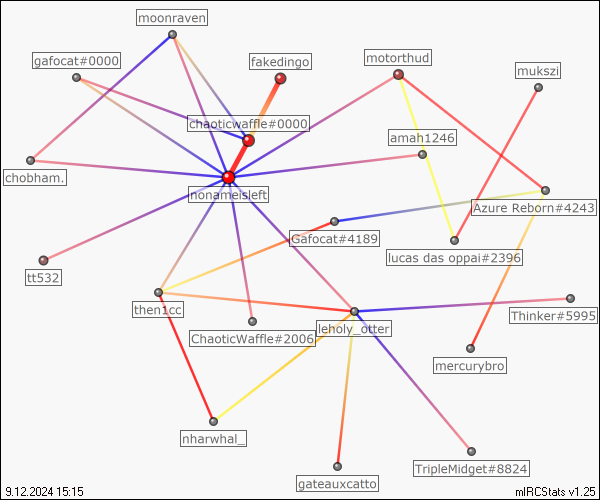 moonraven
gafocat#0000
fakedingo
motorthud
mukszi
chaoticwaffle#0000
amah1246
chobham.
nonameisleft
Azure Reborn#4243
Gafocat#4189
lucas das oppai#2396
tt532
then1cc
ChaoticWaffle#2006
leholy_otter
Thinker#5995
mercurybro
nharwhal_
gateauxcatto
TripleMidget#8824
9.12.2024 15:15
mIRCStats v1.25